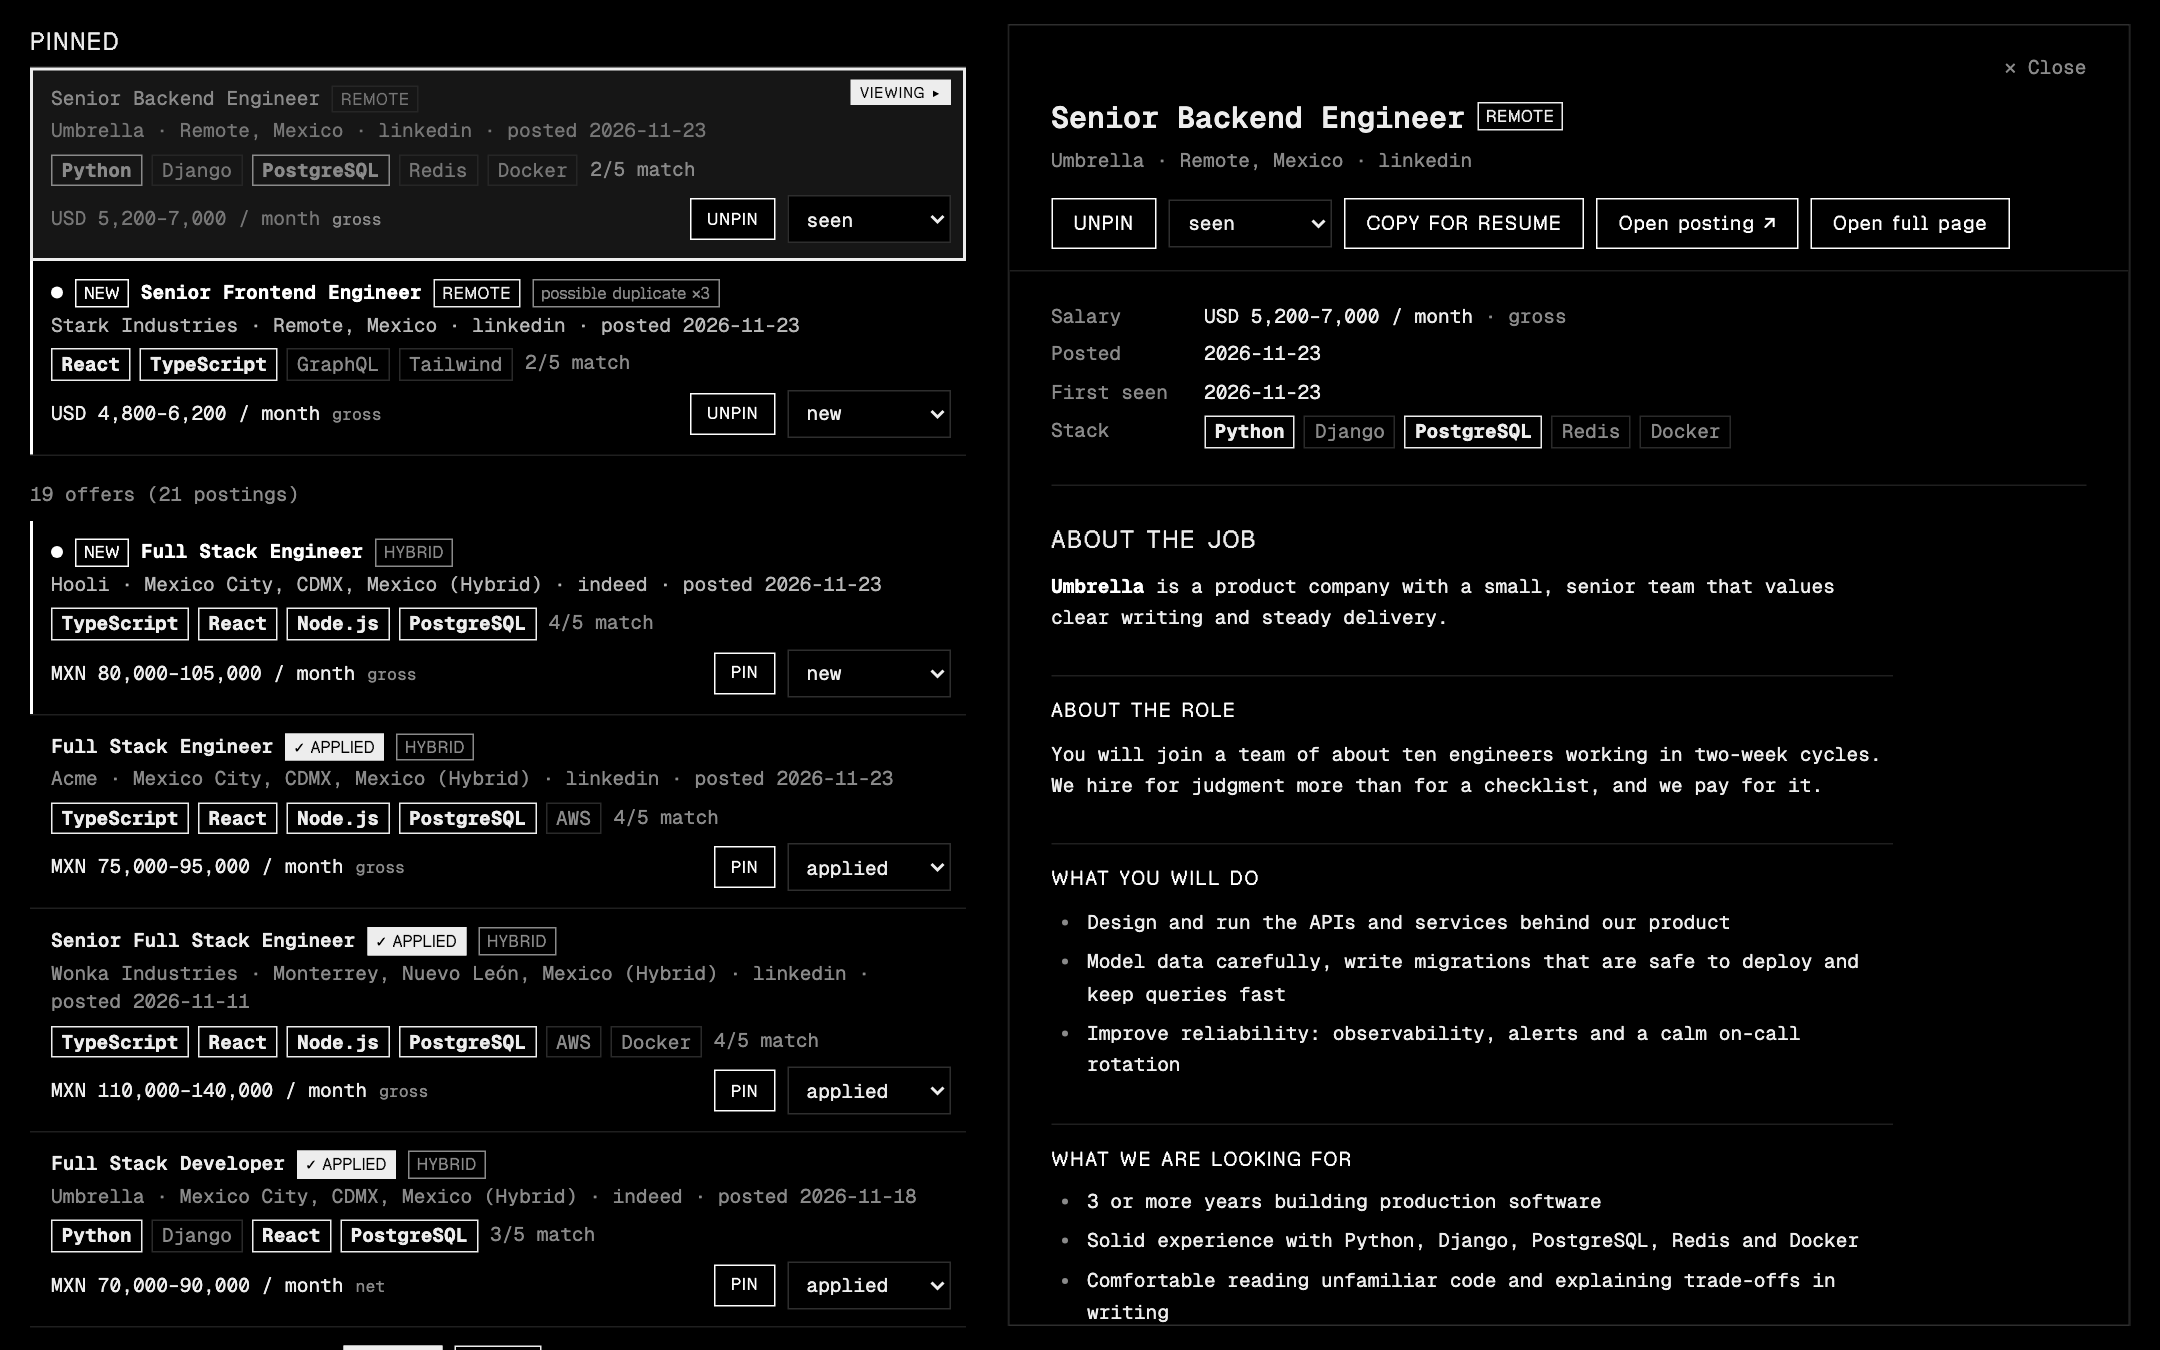 PINNED
Senior Backend Engineer REMOTE VIEWING ▸
Umbrella · Remote, Mexico · linkedin · posted 2026-11-23
Python Django PostgreSQL Redis Docker 2/5 match
USD 5,200–7,000 / month gross UNPIN seen
NEW Senior Frontend Engineer REMOTE possible duplicate ×3
Stark Industries · Remote, Mexico · linkedin · posted 2026-11-23
React TypeScript GraphQL Tailwind 2/5 match
USD 4,800–6,200 / month gross UNPIN new
19 offers (21 postings)
NEW Full Stack Engineer HYBRID
Hooli · Mexico City, CDMX, Mexico (Hybrid) · indeed · posted 2026-11-23
TypeScript React Node.js PostgreSQL 4/5 match
MXN 80,000–105,000 / month gross PIN new
Full Stack Engineer ✓ APPLIED HYBRID
Acme · Mexico City, CDMX, Mexico (Hybrid) · linkedin · posted 2026-11-23
TypeScript React Node.js PostgreSQL AWS 4/5 match
MXN 75,000–95,000 / month gross PIN applied
Senior Full Stack Engineer ✓ APPLIED HYBRID
Wonka Industries · Monterrey, Nuevo León, Mexico (Hybrid) · linkedin ·
posted 2026-11-11
TypeScript React Node.js PostgreSQL AWS Docker 4/5 match
MXN 110,000–140,000 / month gross PIN applied
Full Stack Developer ✓ APPLIED HYBRID
Umbrella · Mexico City, CDMX, Mexico (Hybrid) · indeed · posted 2026-11-18
Python Django React PostgreSQL 3/5 match
MXN 70,000–90,000 / month net PIN applied
× Close
Senior Backend Engineer REMOTE
Umbrella · Remote, Mexico · linkedin
UNPIN seen COPY FOR RESUME Open posting ↗ Open full page
Salary USD 5,200–7,000 / month · gross
Posted 2026-11-23
First seen 2026-11-23
Stack Python Django PostgreSQL Redis Docker
ABOUT THE JOB
Umbrella is a product company with a small, senior team that values
clear writing and steady delivery.
ABOUT THE ROLE
You will join a team of about ten engineers working in two-week cycles.
We hire for judgment more than for a checklist, and we pay for it.
WHAT YOU WILL DO
• Design and run the APIs and services behind our product
• Model data carefully, write migrations that are safe to deploy and
keep queries fast
• Improve reliability: observability, alerts and a calm on-call
rotation
WHAT WE ARE LOOKING FOR
• 3 or more years building production software
• Solid experience with Python, Django, PostgreSQL, Redis and Docker
• Comfortable reading unfamiliar code and explaining trade-offs in
writing